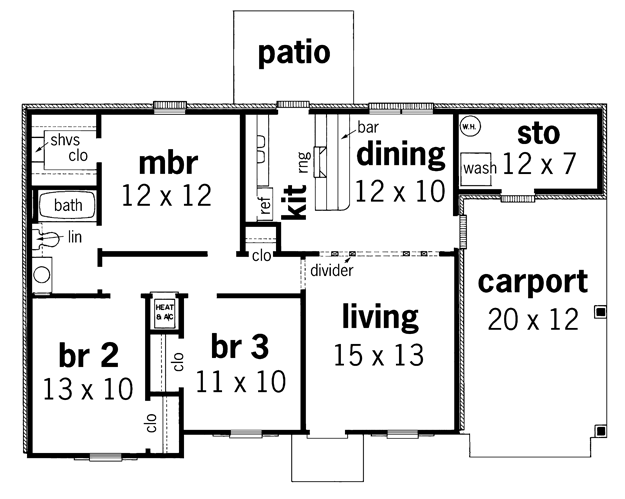 patio
shvs
clo
mbr
12 x 12
bath
lin
rng
kit
ref
clo
bar
dining
12 x 10
W.H.
wash
sto
12 x 7
divider
carport
20 x 12
HEAT
& A/C
living
15 x 13
br 2
13 x 10
clo
br 3
11 x 10
clo